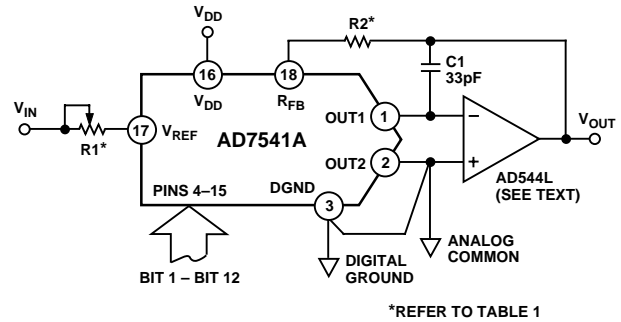 VDD
R2*
16
VDD
18
RFB
C1
33pF
VIN
R1*
17
VREF
AD7541A
OUT1
1
–
VOUT
OUT2
2
+
AD544L
(SEE TEXT)
PINS 4–15
DGND
3
ANALOG
COMMON
DIGITAL
GROUND
BIT 1 – BIT 12
*REFER TO TABLE 1